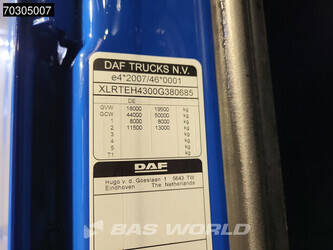 70305007
DAF TRUCKS N.V.
e4*2007/46*0001
XLRTEH4300G380685
DE
GVW 18000 19500 kg
GCW 44000 50000 kg
1 8000 8000 kg
2 11500 13000 kg
3 kg
4 kg
5 kg
T1 kg
DAF
Hugo v. d. Goeslaan 1 5643 TW
Eindhoven The Netherlands
BAS WORLD